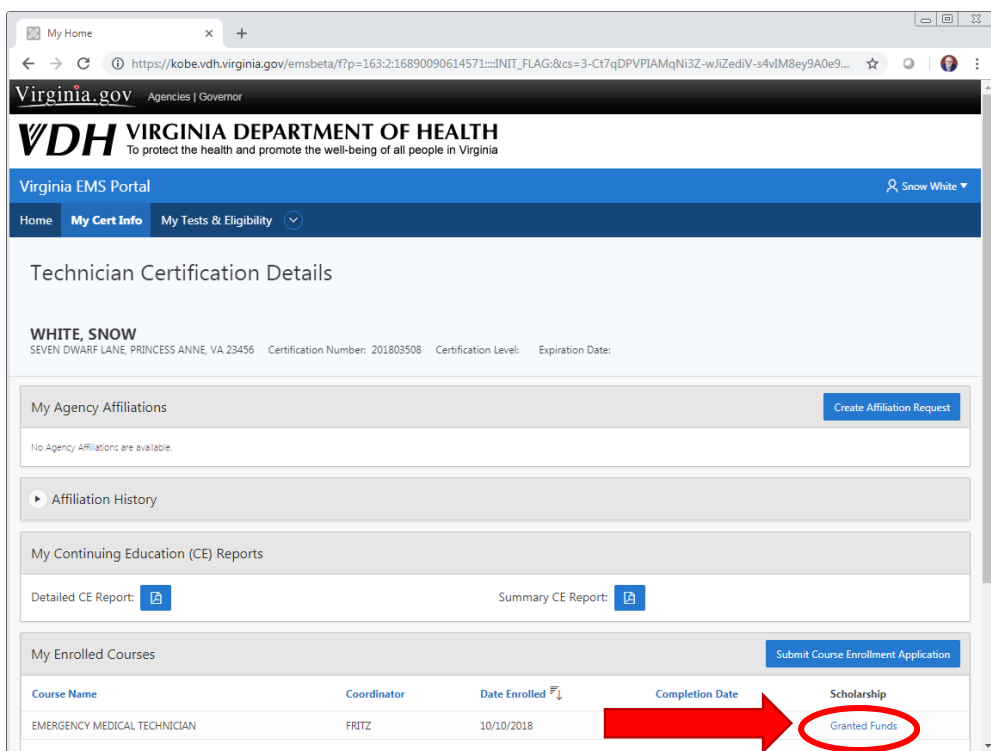 My Home
https://kobe.vdh.virginia.gov/emsbeta/f?p=163:2:16890090614571::::INIT_FLAG:&cs=3-Ct7qDPVPIAMqNi3Z-wJiZediV-s4vIM8ey9A0e9...
Virginia.gov Agencies | Governor
VDH VIRGINIA DEPARTMENT OF HEALTH
To protect the health and promote the well-being of all people in Virginia
Virginia EMS Portal Snow White
Home My Cert Info My Tests & Eligibility
Technician Certification Details
WHITE, SNOW
SEVEN DWARF LANE, PRINCESS ANNE, VA 23456 Certification Number: 201803508 Certification Level: Expiration Date:
My Agency Affiliations Create Affiliation Request
No Agency Affiliations are available.
Affiliation History
My Continuing Education (CE) Reports
Detailed CE Report: Summary CE Report:
My Enrolled Courses Submit Course Enrollment Application
Course Name Coordinator Date Enrolled Completion Date Scholarship
EMERGENCY MEDICAL TECHNICIAN FRITZ 10/10/2018 Granted Funds